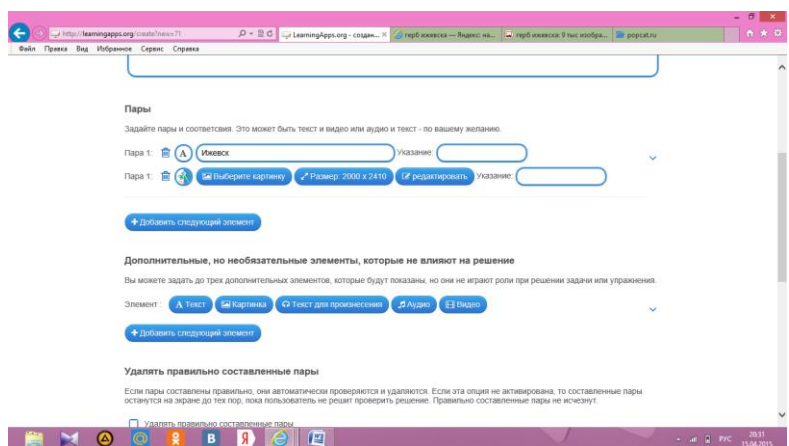 http://learningapps.org/create?new=71
LearningApps.org - создан...
герб ижевска — Яндекс: на...
герб ижевска: 9 тыс изобра...
popcat.ru
Файл Правка Вид Избранное Сервис Справка
Пары
Задайте пары и соответсвия. Это может быть текст и видео или аудио и текст - по вашему желанию.
Пара 1: A Ижевск Указание:
Пара 1: Выберите картинку Размер: 2000 x 2410 редактировать Указание:
+ Добавить следующий элемент
Дополнительные, но необязательные элементы, которые не влияют на решение
Вы можете задать до трех дополнительных элементов, которые будут показаны, но они не играют роли при решении задачи или упражнения.
Элемент : A Текст Картинка Текст для произнесения Аудио Видео
+ Добавить следующий элемент
Удалять правильно составленные пары
Если пары составлены правильно, они автоматически проверяются и удаляются. Если эта опция не активирована, то составленные пары
останутся на экране до тех пор, пока пользователь не решит проверить решение. Правильно составленные пары не исчезнут.
Удалять правильно составленные пары
РУС
20:31
15.04.2015